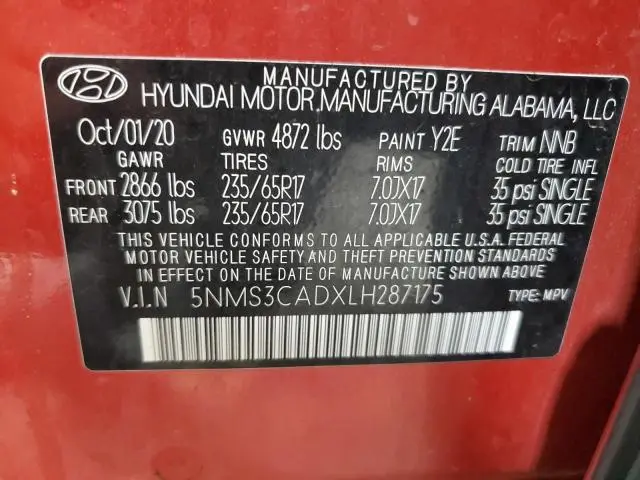 MANUFACTURED BY
HYUNDAI MOTOR MANUFACTURING ALABAMA, LLC
Oct/01/20 GVWR 4872 lbs PAINT Y2E TRIM NNB
GAWR TIRES RIMS COLD TIRE INFL
FRONT 2866 lbs 235/65R17 7.0JX17 35 psi SINGLE
REAR 3075 lbs 235/65R17 7.0JX17 35 psi SINGLE
THIS VEHICLE CONFORMS TO ALL APPLICABLE U.S.A. FEDERAL
MOTOR VEHICLE SAFETY AND THEFT PREVENTION STANDARDS
IN EFFECT ON THE DATE OF MANUFACTURE SHOWN ABOVE
V.I.N 5NMS3CADXLH287175 TYPE: MPV